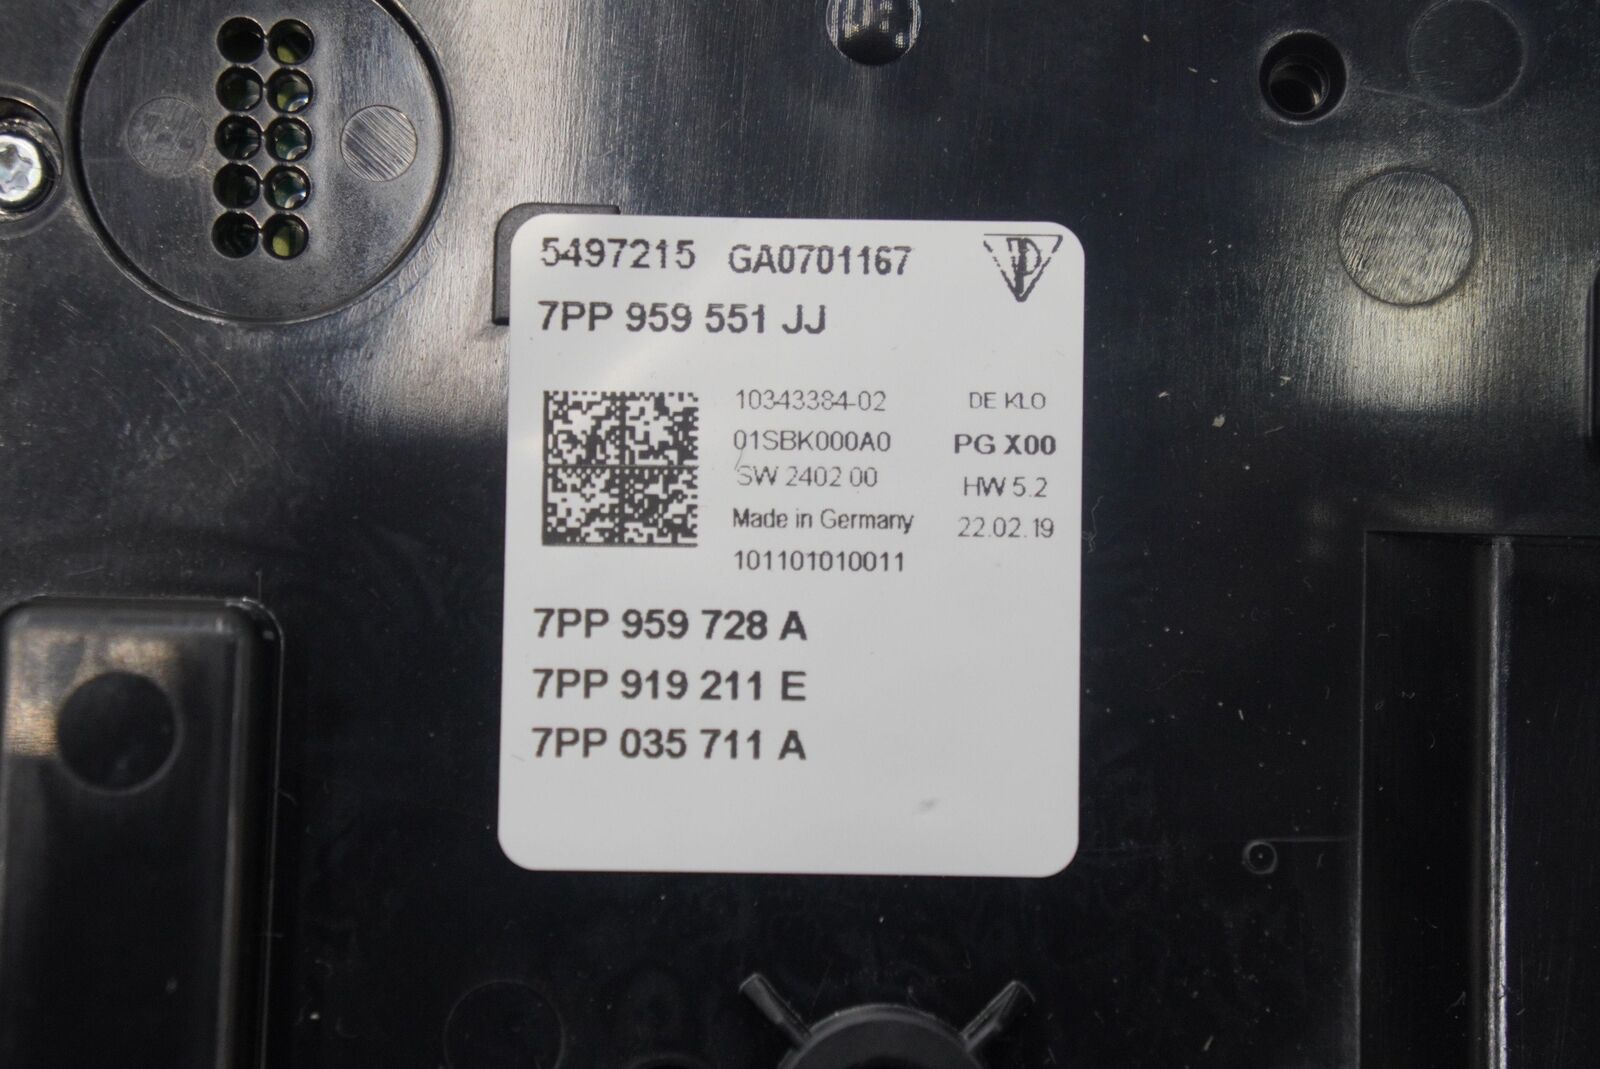 5497215 GA0701167
7PP 959 551 JJ
10343384-02 DE KLO
01SBK000A0 PG X00
SW 2402 00 HW 5.2
Made in Germany 22.02.19
101101010011
7PP 959 728 A
7PP 919 211 E
7PP 035 711 A